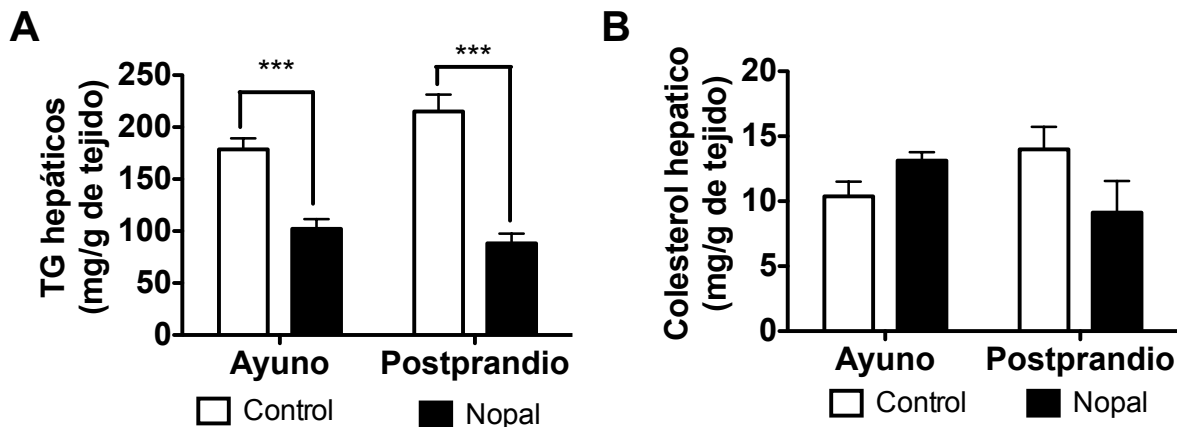 A
TG hepáticos
(mg/g de tejido)
250
200
150
100
50
0
***
***
Ayuno
Postprandio
Control
Nopal
B
Colesterol hepatico
(mg/g de tejido)
20
15
10
5
0
Ayuno
Postprandio
Control
Nopal